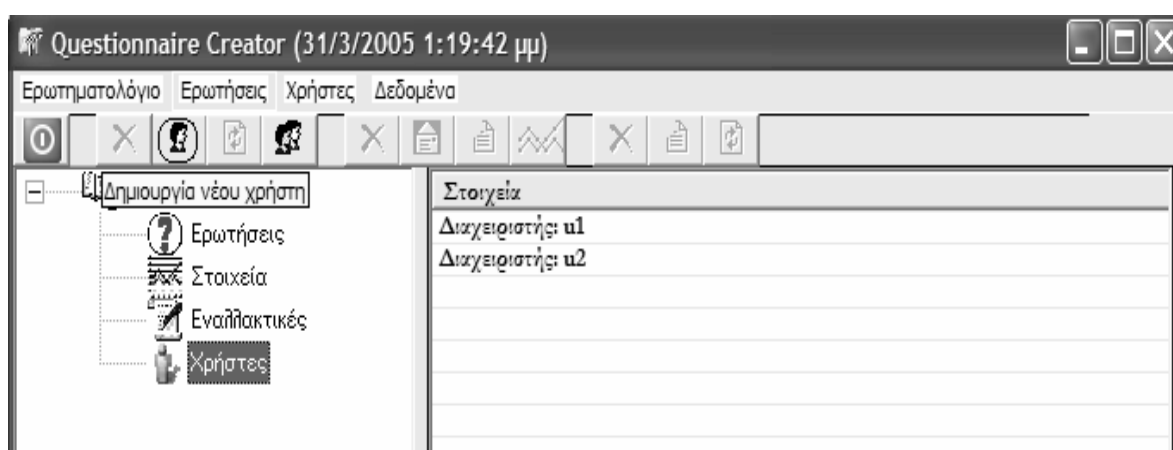 Questionnaire Creator (31/3/2005 1:19:42 μμ)
Ερωτηματολόγιο Ερωτήσεις Χρήστες Δεδομένα
Δημιουργία νέου χρήστη
Ερωτήσεις
Στοιχεία
Εναλλακτικές
Χρήστες
Στοιχεία
Διαχειριστής: u1
Διαχειριστής: u2